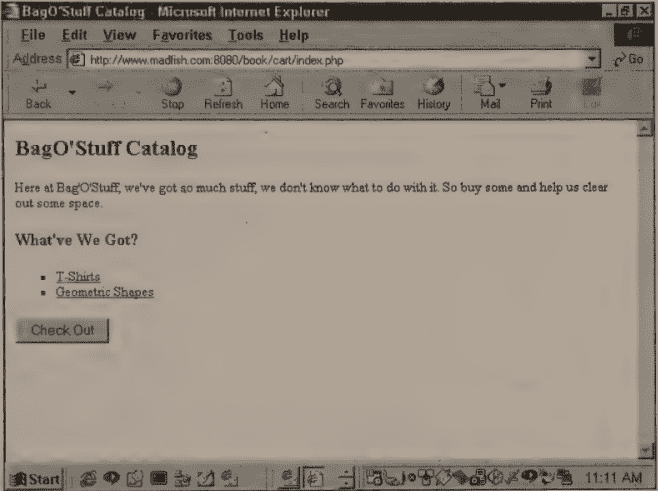 BagO'Stuff Catalog - Microsoft Internet Explorer
File Edit View Favorites Tools Help
Address http://www.madfish.com:8080/book/cart/index.php Go
Back Stop Refresh Home Search Favorites History Mail Print Edit
BagO'Stuff Catalog
Here at Bag'O'Stuff, we've got so much stuff, we don't know what to do with it. So buy some and help us clear
out some space.
What've We Got?
T-Shirts
Geometric Shapes
Check Out
Start 11:11 AM